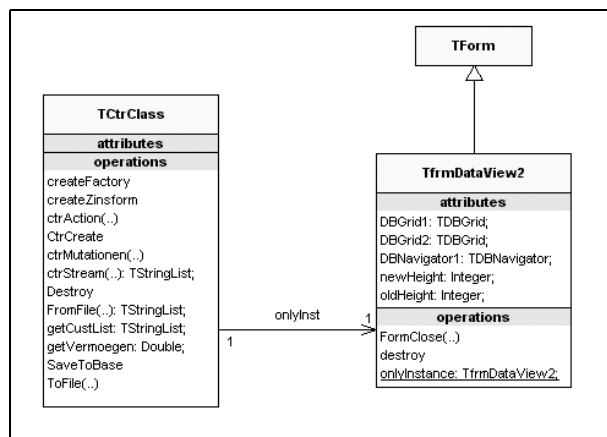 TForm
TCtrClass
attributes
operations
createFactory
createZinsform
ctrAction(..)
CtrCreate
ctrMutationen(..)
ctrStream(..): TStringList;
Destroy
FromFile(..): TStringList;
getCustList: TStringList;
getVermoegen: Double;
SaveToBase
ToFile(..)
onlyInst
1
1
TfrmDataView2
attributes
DBGrid1: TDBGrid;
DBGrid2: TDBGrid;
DBNavigator1: TDBNavigator;
newHeight: Integer;
oldHeight: Integer;
operations
FormClose(..)
destroy
onlyInstance: TfrmDataView2;